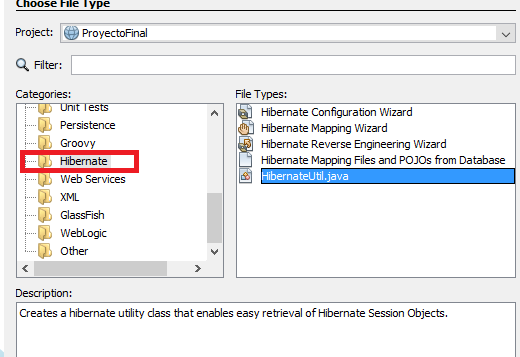 Choose File Type
Project: ProyectoFinal
Filter:
Categories:
Unit Tests
Persistence
Groovy
Hibernate
Web Services
XML
GlassFish
WebLogic
Other
File Types:
Hibernate Configuration Wizard
Hibernate Mapping Wizard
Hibernate Reverse Engineering Wizard
Hibernate Mapping Files and POJOs from Database
HibernateUtil.java
Description:
Creates a hibernate utility class that enables easy retrieval of Hibernate Session Objects.